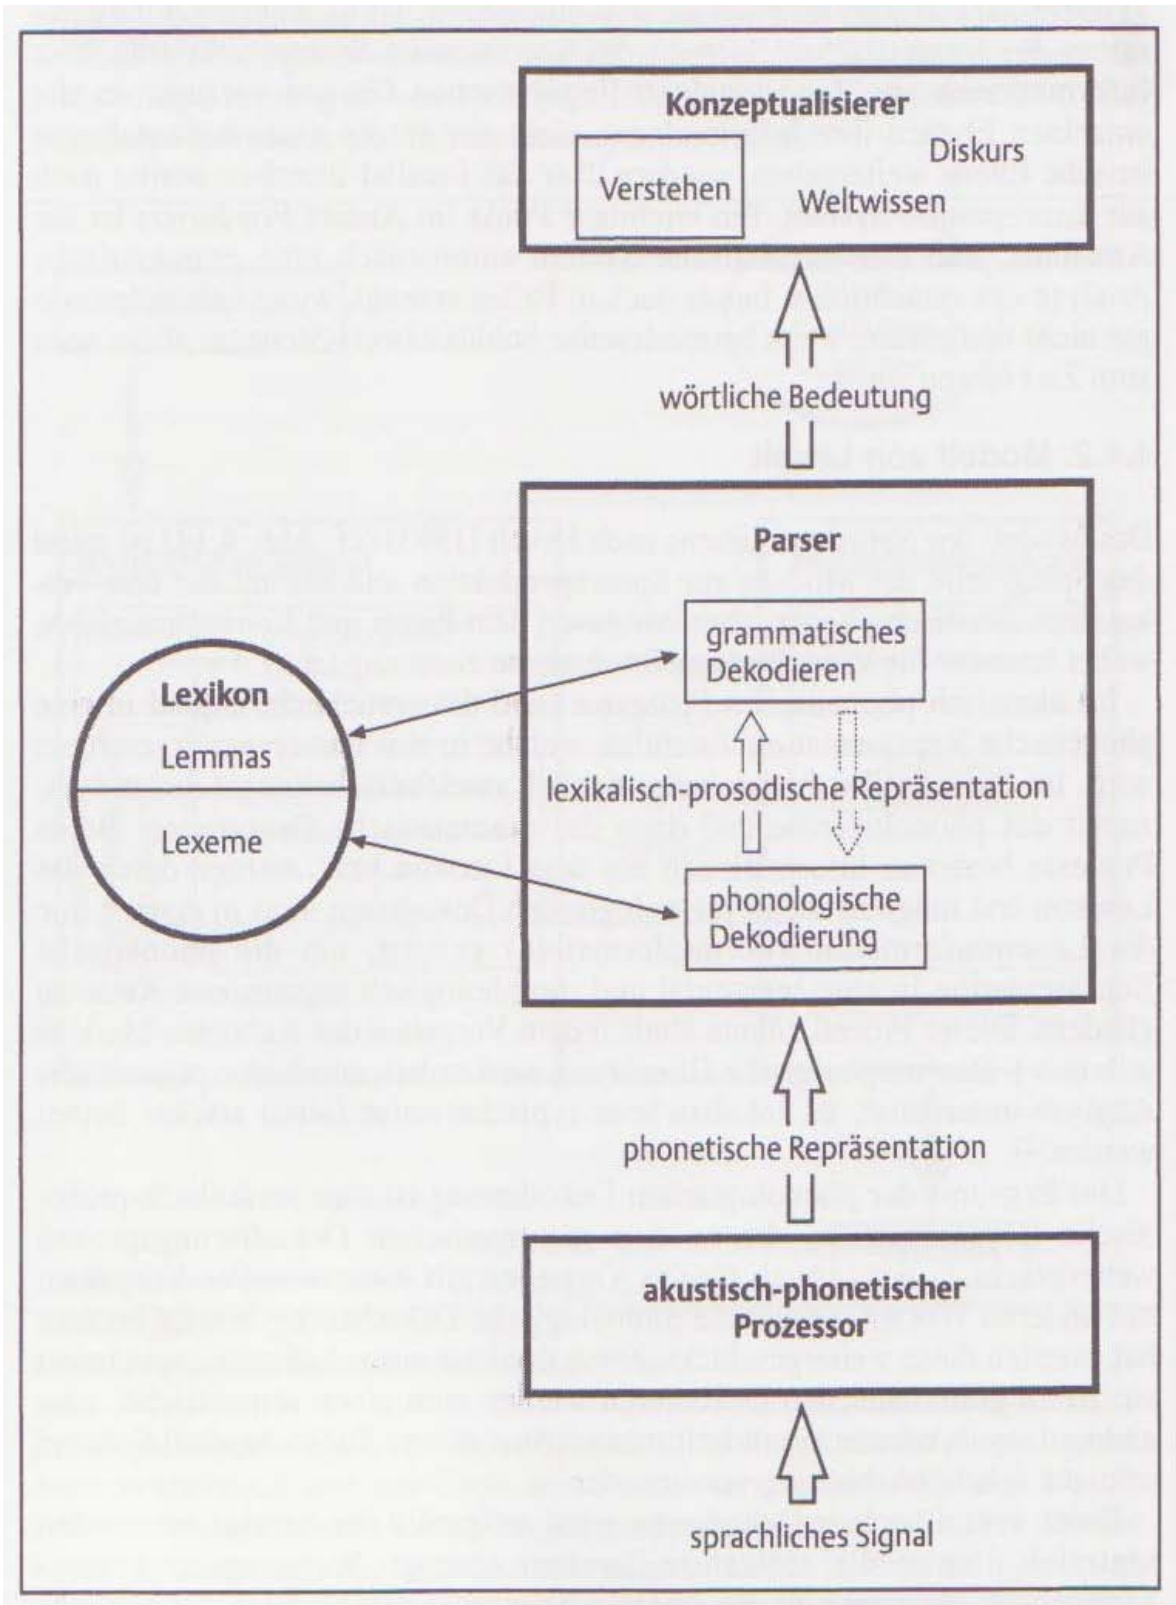 Konzeptualisierer
Diskurs
Verstehen
Weltwissen
wörtliche Bedeutung
Parser
grammatisches
Dekodieren
Lexikon
Lemmas
lexikalisch-prosodische Repräsentation
Lexeme
phonologische
Dekodierung
phonetische Repräsentation
akustisch-phonetischer
Prozessor
sprachliches Signal